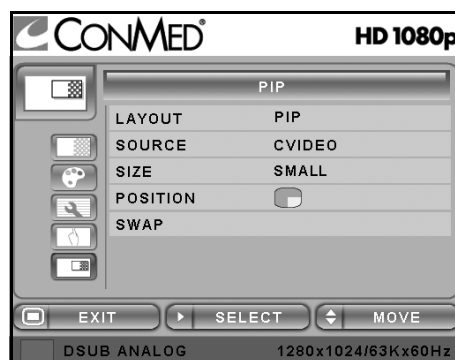 CONMED® HD 1080p
PIP
LAYOUT PIP
SOURCE CVIDEO
SIZE SMALL
POSITION
SWAP
EXIT SELECT MOVE
DSUB ANALOG 1280x1024/63Kx60Hz